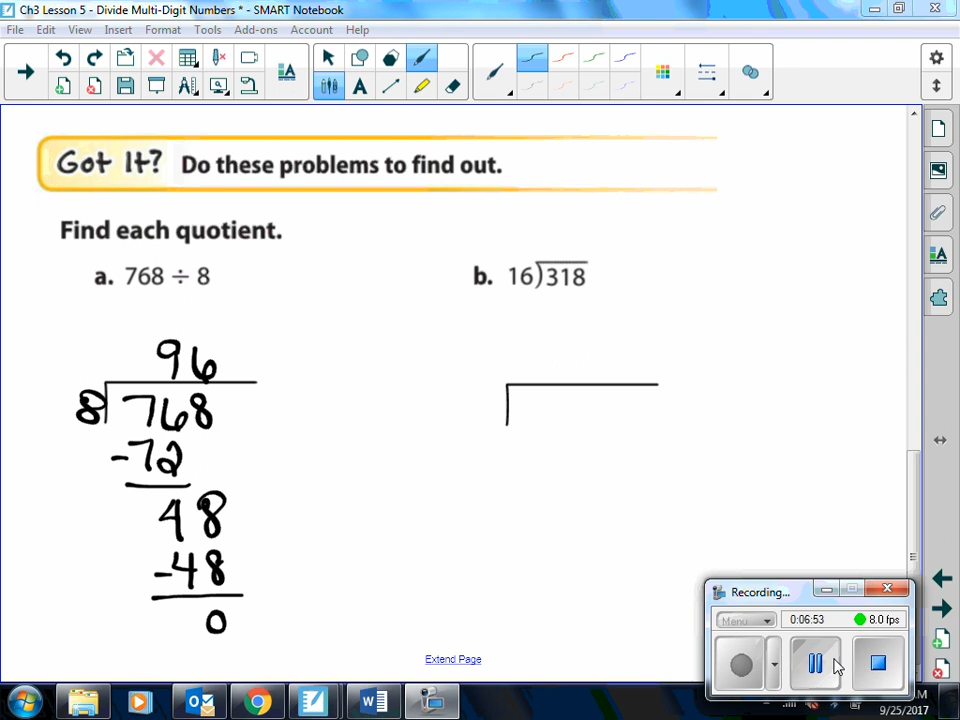 Ch3 Lesson 5 - Divide Multi-Digit Numbers * - SMART Notebook
File Edit View Insert Format Tools Add-ons Account Help
Got It? Do these problems to find out.
Find each quotient.
a. 768 ÷ 8
b. 16)318
96
8 768
-72
48
-48
0
Recording...
Menu 0:06:53 8.0 fps
Extend Page
9/25/2017